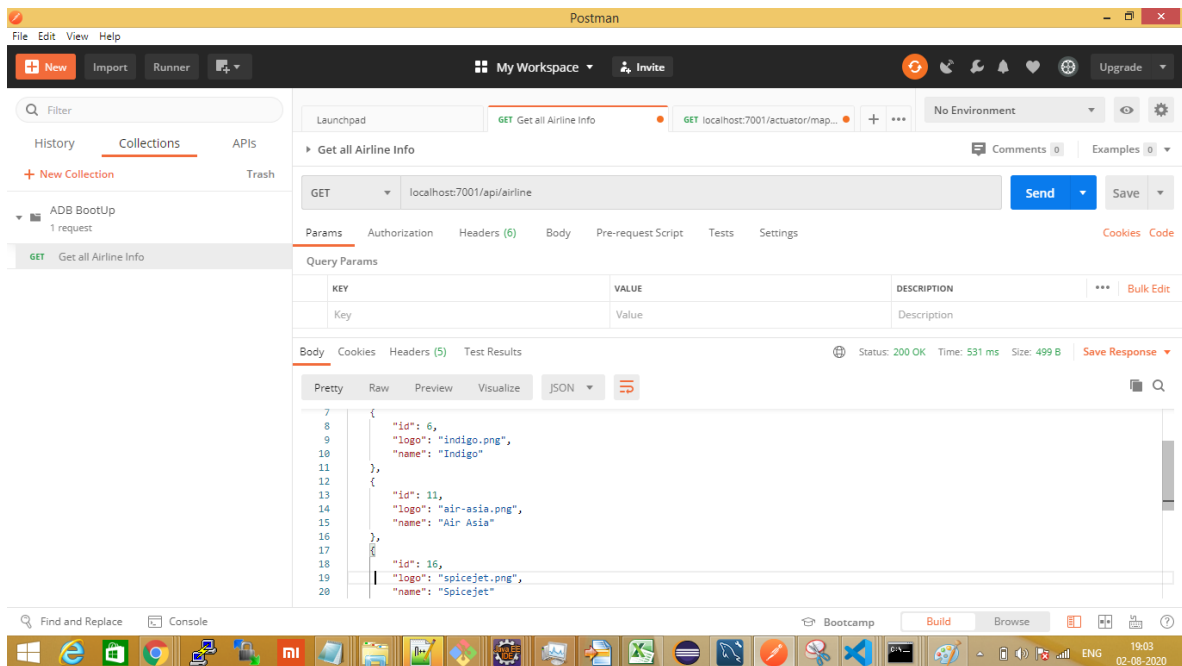 Postman
File Edit View Help
New Import Runner My Workspace Invite Upgrade
Filter
History Collections APIs
+ New Collection Trash
ADB BootUp
1 request
GET Get all Airline Info
Launchpad GET Get all Airline Info GET localhost:7001/actuator/map... + ••• No Environment
Get all Airline Info Comments 0 Examples 0
GET localhost:7001/api/airline Send Save
Params Authorization Headers (6) Body Pre-request Script Tests Settings Cookies Code
Query Params
KEY VALUE DESCRIPTION ••• Bulk Edit
Key Value Description
Body Cookies Headers (5) Test Results Status: 200 OK Time: 531 ms Size: 499 B Save Response
Pretty Raw Preview Visualize JSON
7 {
8 "id": 6,
9 "logo": "indigo.png",
10 "name": "Indigo"
11 },
12 {
13 "id": 11,
14 "logo": "air-asia.png",
15 "name": "Air Asia"
16 },
17 {
18 "id": 16,
19 "logo": "spicejet.png",
20 "name": "Spicejet"
Find and Replace Console Bootcamp Build Browse
ENG 19:03
02-08-2020